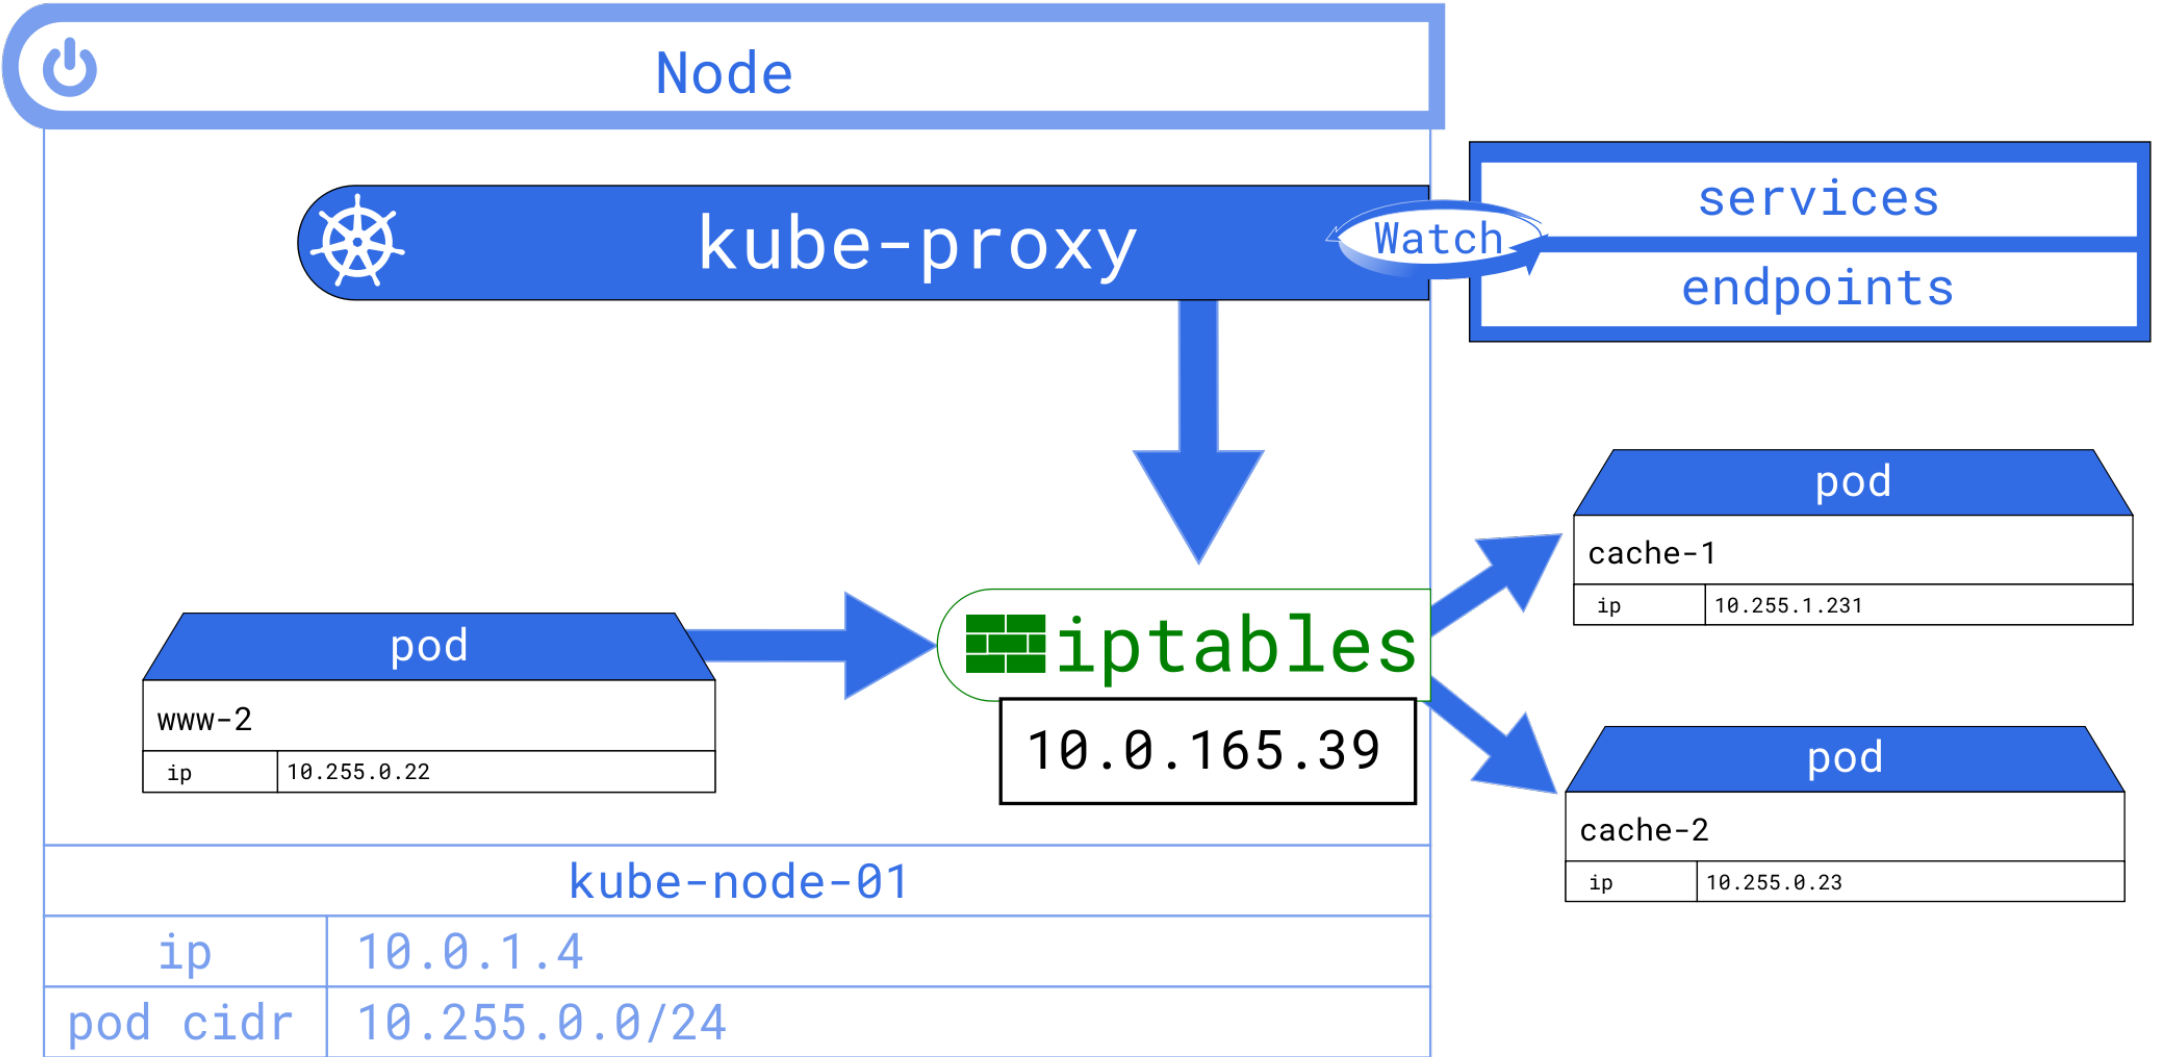 Node
kube-proxy
Watch
services
endpoints
pod
cache-1
ip 10.255.1.231
pod
www-2
ip 10.255.0.22
iptables
10.0.165.39
pod
cache-2
ip 10.255.0.23
kube-node-01
ip 10.0.1.4
pod cidr 10.255.0.0/24